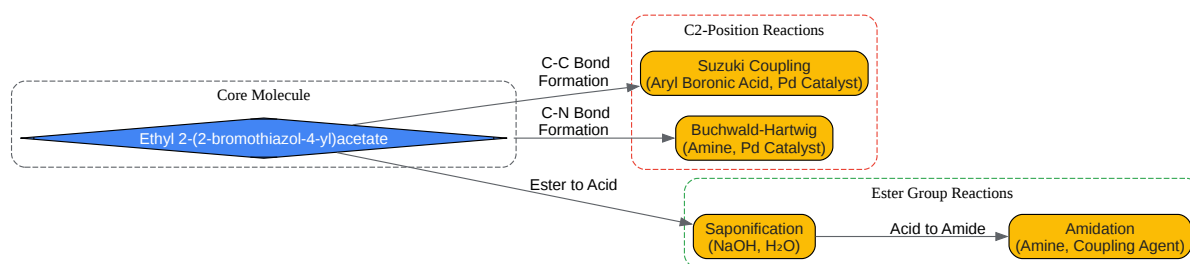 C2-Position Reactions
C-C Bond
Formation
Suzuki Coupling
(Aryl Boronic Acid, Pd Catalyst)
Core Molecule
Ethyl 2-(2-bromothiazol-4-yl)acetate
C-N Bond
Formation
Buchwald-Hartwig
(Amine, Pd Catalyst)
Ester to Acid
Ester Group Reactions
Saponification
(NaOH, H₂O)
Acid to Amide
Amidation
(Amine, Coupling Agent)